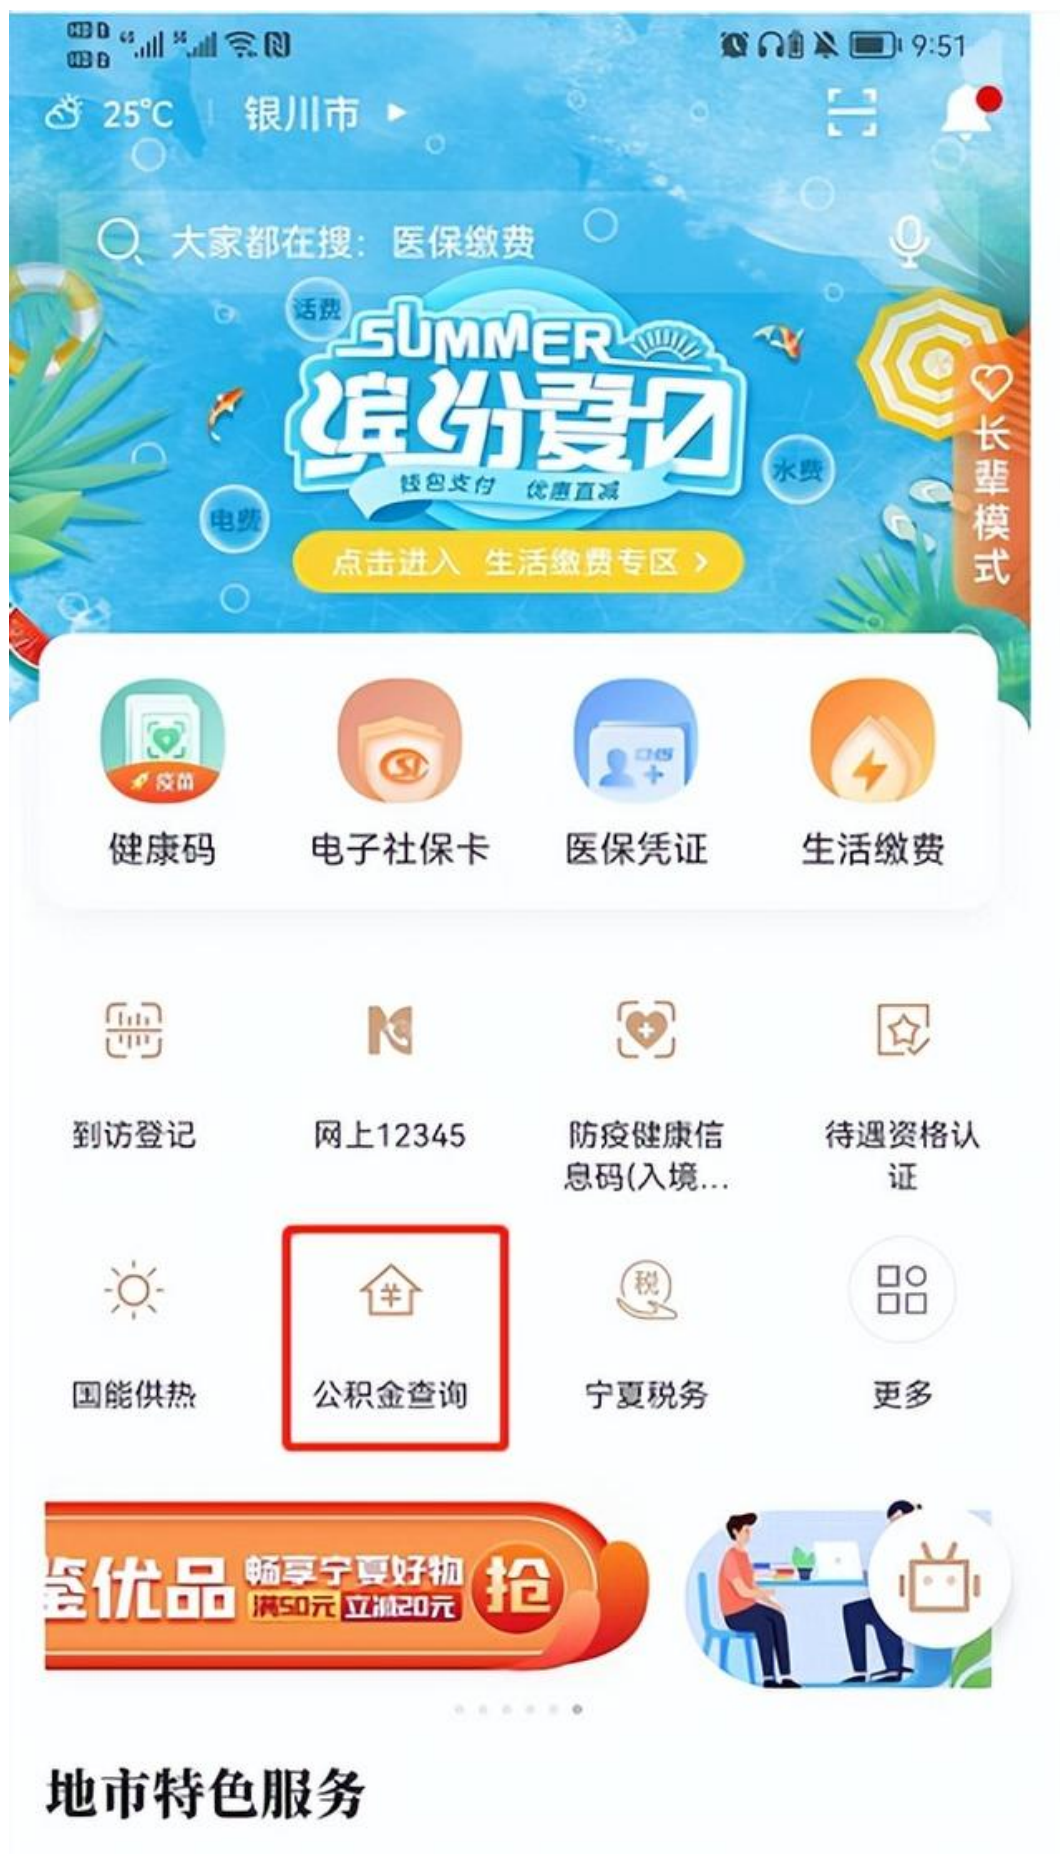 9:51
25°C 银川市
大家都在搜：医保缴费
话费
SUMMER
缤纷夏日
钱包支付 优惠直减
水费
电费
点击进入 生活缴费专区 >
长辈模式
疫苗
健康码 电子社保卡 医保凭证 生活缴费
到访登记 网上12345 防疫健康信 待遇资格认
息码(入境... 证
税
国能供热 公积金查询 宁夏税务 更多
优品 畅享宁夏好物 抢
满50元 立减20元
地市特色服务